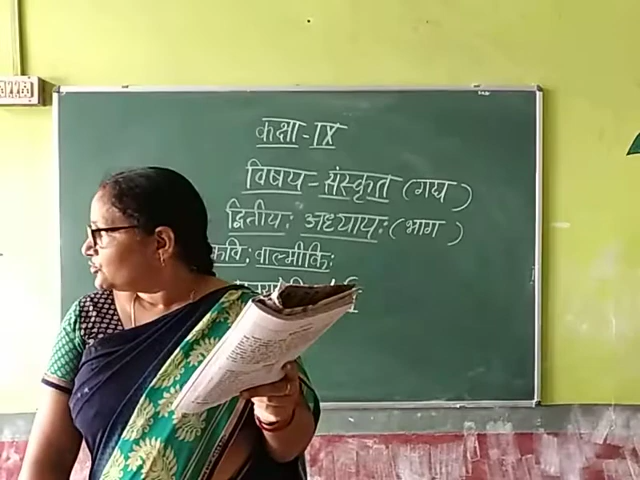 कक्षा - IX
विषय - संस्कृत (गद्य)
द्वितीयः अध्यायः (भाग )
कवि: वाल्मीकिः